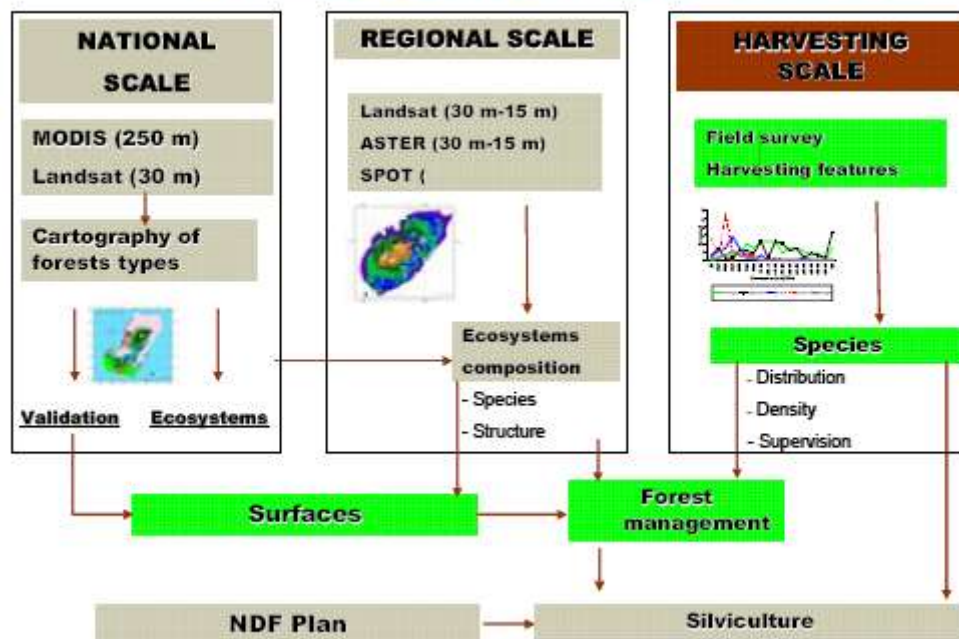 NATIONAL
SCALE
MODIS (250 m)
Landsat (30 m)
Cartography of
forests types
Validation
Ecosystems
REGIONAL SCALE
Landsat (30 m-15 m)
ASTER (30 m-15 m)
SPOT (
Ecosystems
composition
- Species
- Structure
HARVESTING
SCALE
Field survey
Harvesting features
Species
- Distribution
- Density
- Supervision
Surfaces
Forest
management
NDF Plan
Silviculture